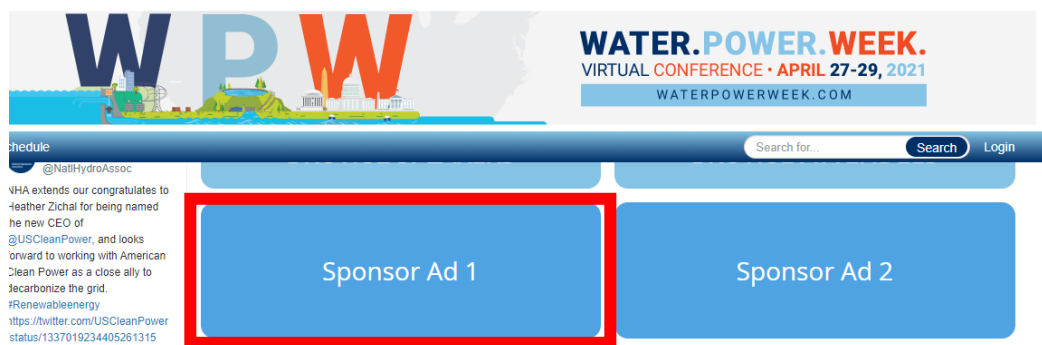 WPW
WATER.POWER.WEEK.
VIRTUAL CONFERENCE • APRIL 27-29, 2021
WATERPOWERWEEK.COM
chedule
Search for...
Search
Login
@NatlHydroAssoc
NHA extends our congratulates to
Heather Zichal for being named
the new CEO of
@USCleanPower, and looks
forward to working with American
Clean Power as a close ally to
decarbonize the grid.
#Renewableenergy
https://twitter.com/USCleanPower
/status/1337019234405261315
Sponsor Ad 1
Sponsor Ad 2